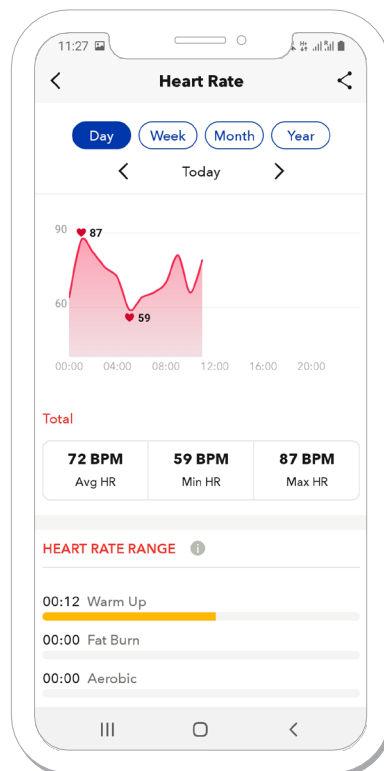 11:27
Heart Rate
Day Week Month Year
Today
90
87
60
59
00:00 04:00 08:00 12:00 16:00 20:00
Total
72 BPM 59 BPM 87 BPM
Avg HR Min HR Max HR
HEART RATE RANGE i
00:12 Warm Up
00:00 Fat Burn
00:00 Aerobic